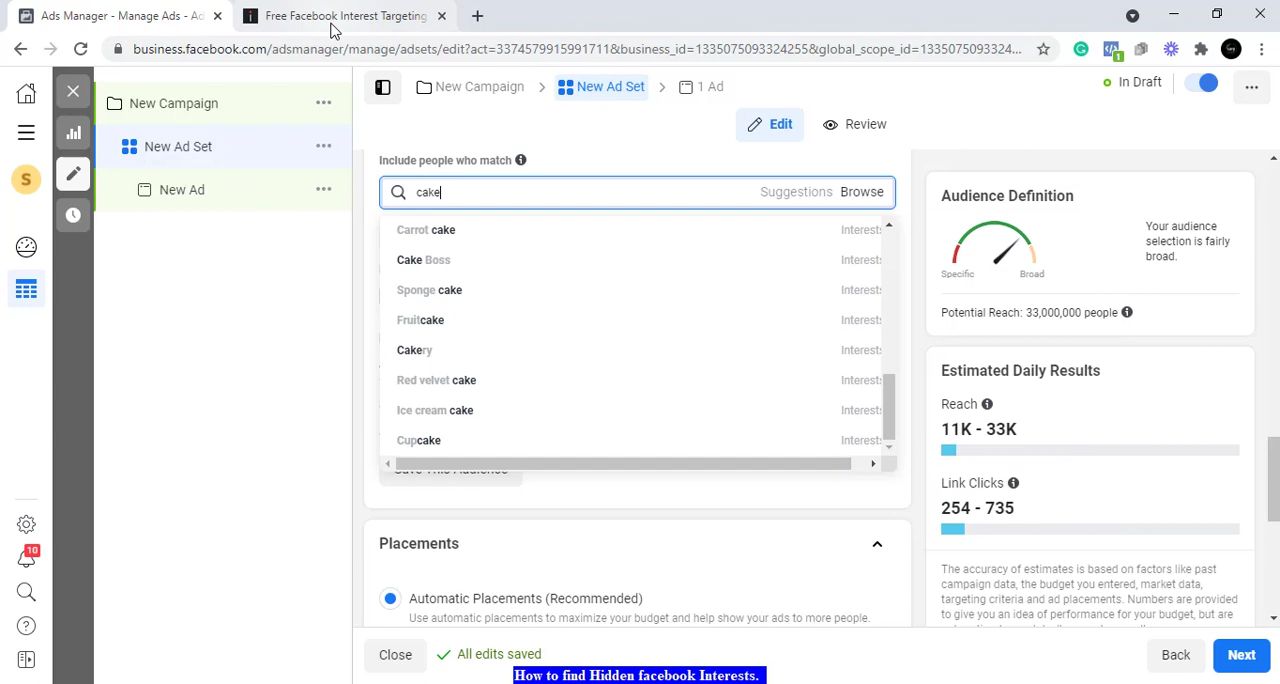 Ads Manager - Manage Ads - Ad
Free Facebook Interest Targeting
business.facebook.com/adsmanager/manage/adsets/edit?act=3374579915991711&business_id=1335075093324255&global_scope_id=1335075093324...
1
New Campaign
New Campaign > New Ad Set > 1 Ad
In Draft
New Ad Set
Edit
Review
New Ad
S
Include people who match
cake
Suggestions Browse
Carrot cake Interests
Cake Boss Interests
Sponge cake Interests
Fruitcake Interests
Cakery Interests
Red velvet cake Interests
Ice cream cake Interests
Cupcake Interests
Save This Audience
Placements
Automatic Placements (Recommended)
Use automatic placements to maximize your budget and help show your ads to more people.
Audience Definition
Specific
Broad
Your audience
selection is fairly
broad.
Potential Reach: 33,000,000 people
Estimated Daily Results
Reach
11K - 33K
Link Clicks
254 - 735
The accuracy of estimates is based on factors like past
campaign data, the budget you entered, market data,
targeting criteria and ad placements. Numbers are provided
to give you an idea of performance for your budget, but are
10
Close
All edits saved
Back
Next
How to find Hidden facebook Interests.